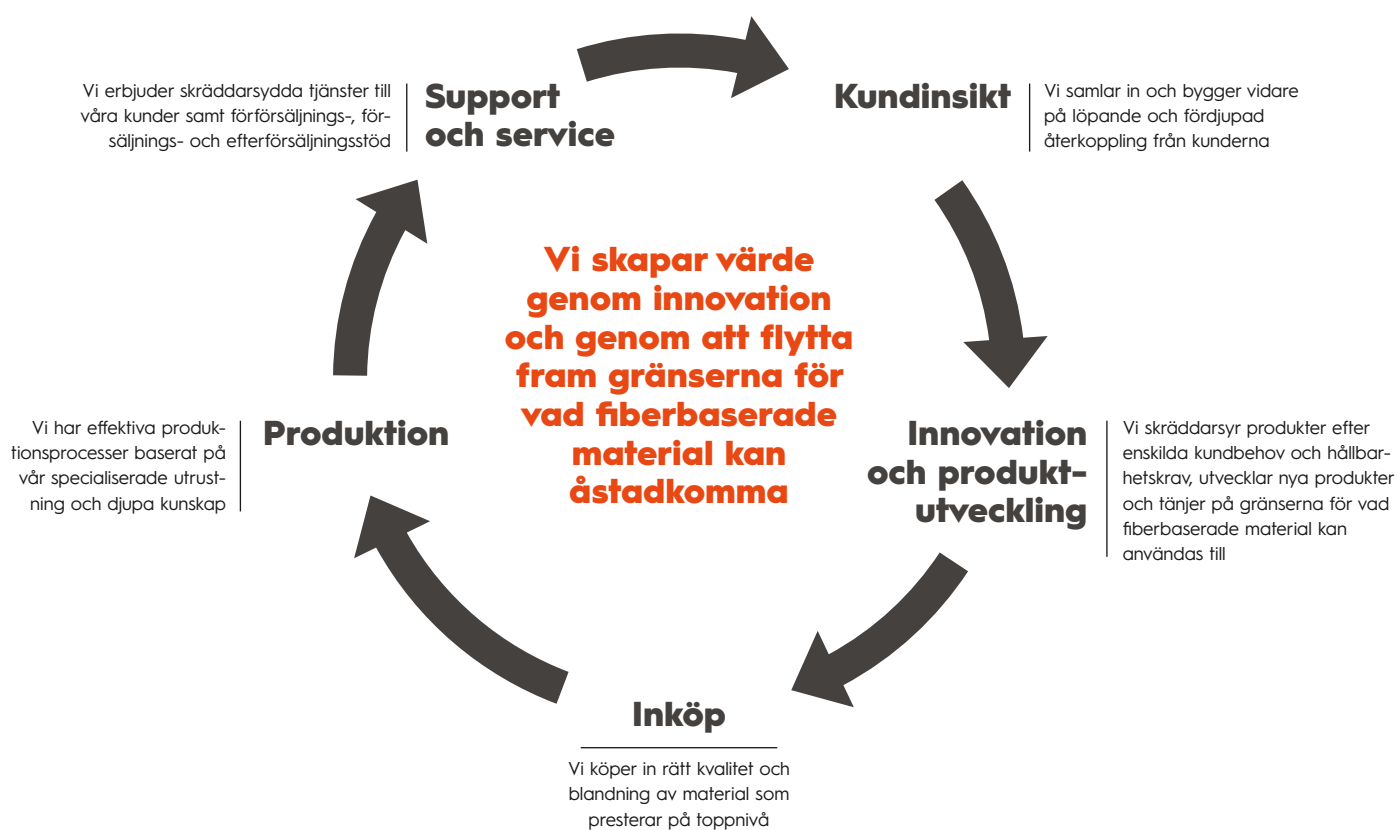 Vi erbjuder skräddarsydda tjänster till
våra kunder samt förförsäljnings-, för-
säljnings- och efterförsäljningsstöd
Support
och service
Kundinsikt
Vi samlar in och bygger vidare
på löpande och fördjupad
återkoppling från kunderna
Vi skapar värde
genom innovation
och genom att flytta
fram gränserna för
vad fiberbaserade
material kan
åstadkomma
Vi har effektiva produk-
tionsprocesser baserat på
vår specialiserade utrust-
ning och djupa kunskap
Produktion
Innovation
och produkt-
utveckling
Vi skräddarsyr produkter efter
enskilda kundbehov och hållbar-
hetskrav, utvecklar nya produkter
och tänjer på gränserna för vad
fiberbaserade material kan
användas till
Inköp
Vi köper in rätt kvalitet och
blandning av material som
presterar på toppnivå